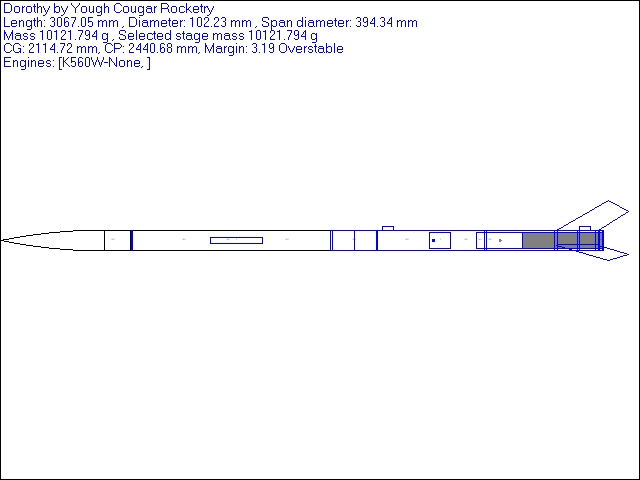 Dorothy by Yough Cougar Rocketry
Length: 3067.05 mm , Diameter: 102.23 mm , Span diameter: 394.34 mm
Mass 10121.794 g , Selected stage mass 10121.794 g
CG: 2114.72 mm, CP: 2440.68 mm, Margin: 3.19 Overstable
Engines: [K560W-None, ]